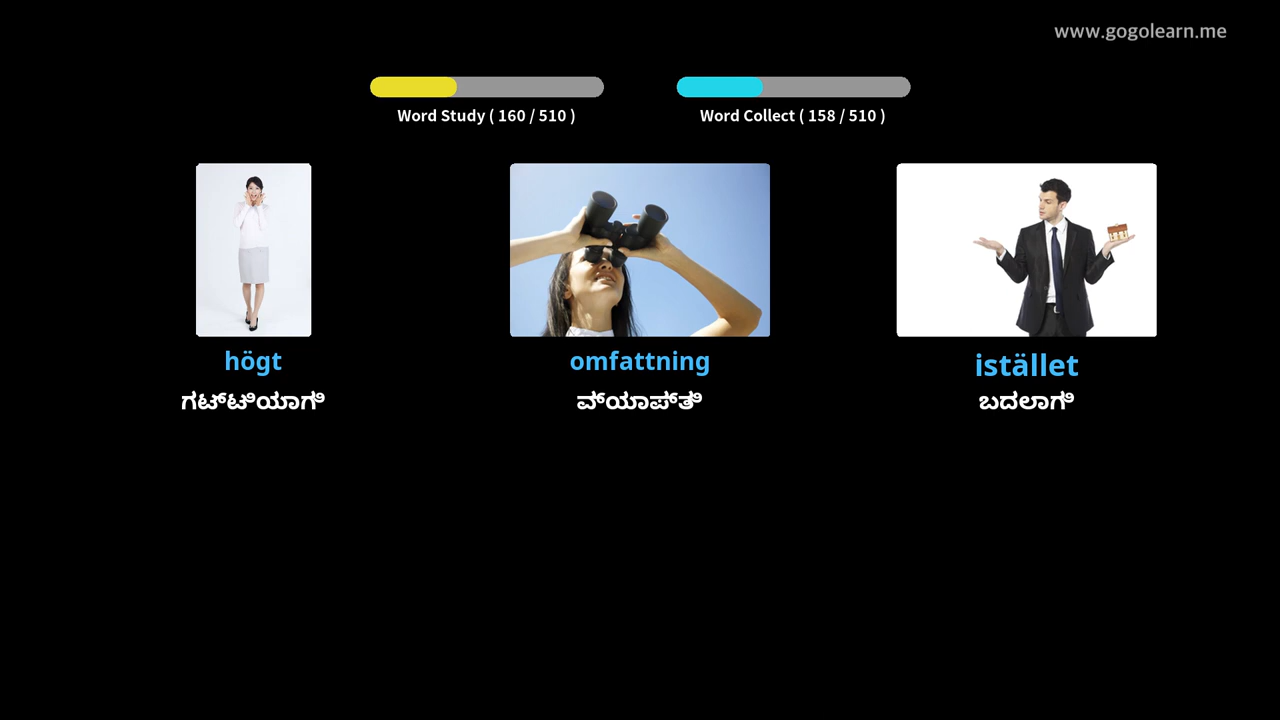 www.gogolearn.me
Word Study ( 160 / 510 )
Word Collect ( 158 / 510 )
högt
omfattning
istället
ಗಟ್ಟಿಯಾಗಿ
ವ್ಯಾಪ್ತಿ
ಬದಲಾಗಿ